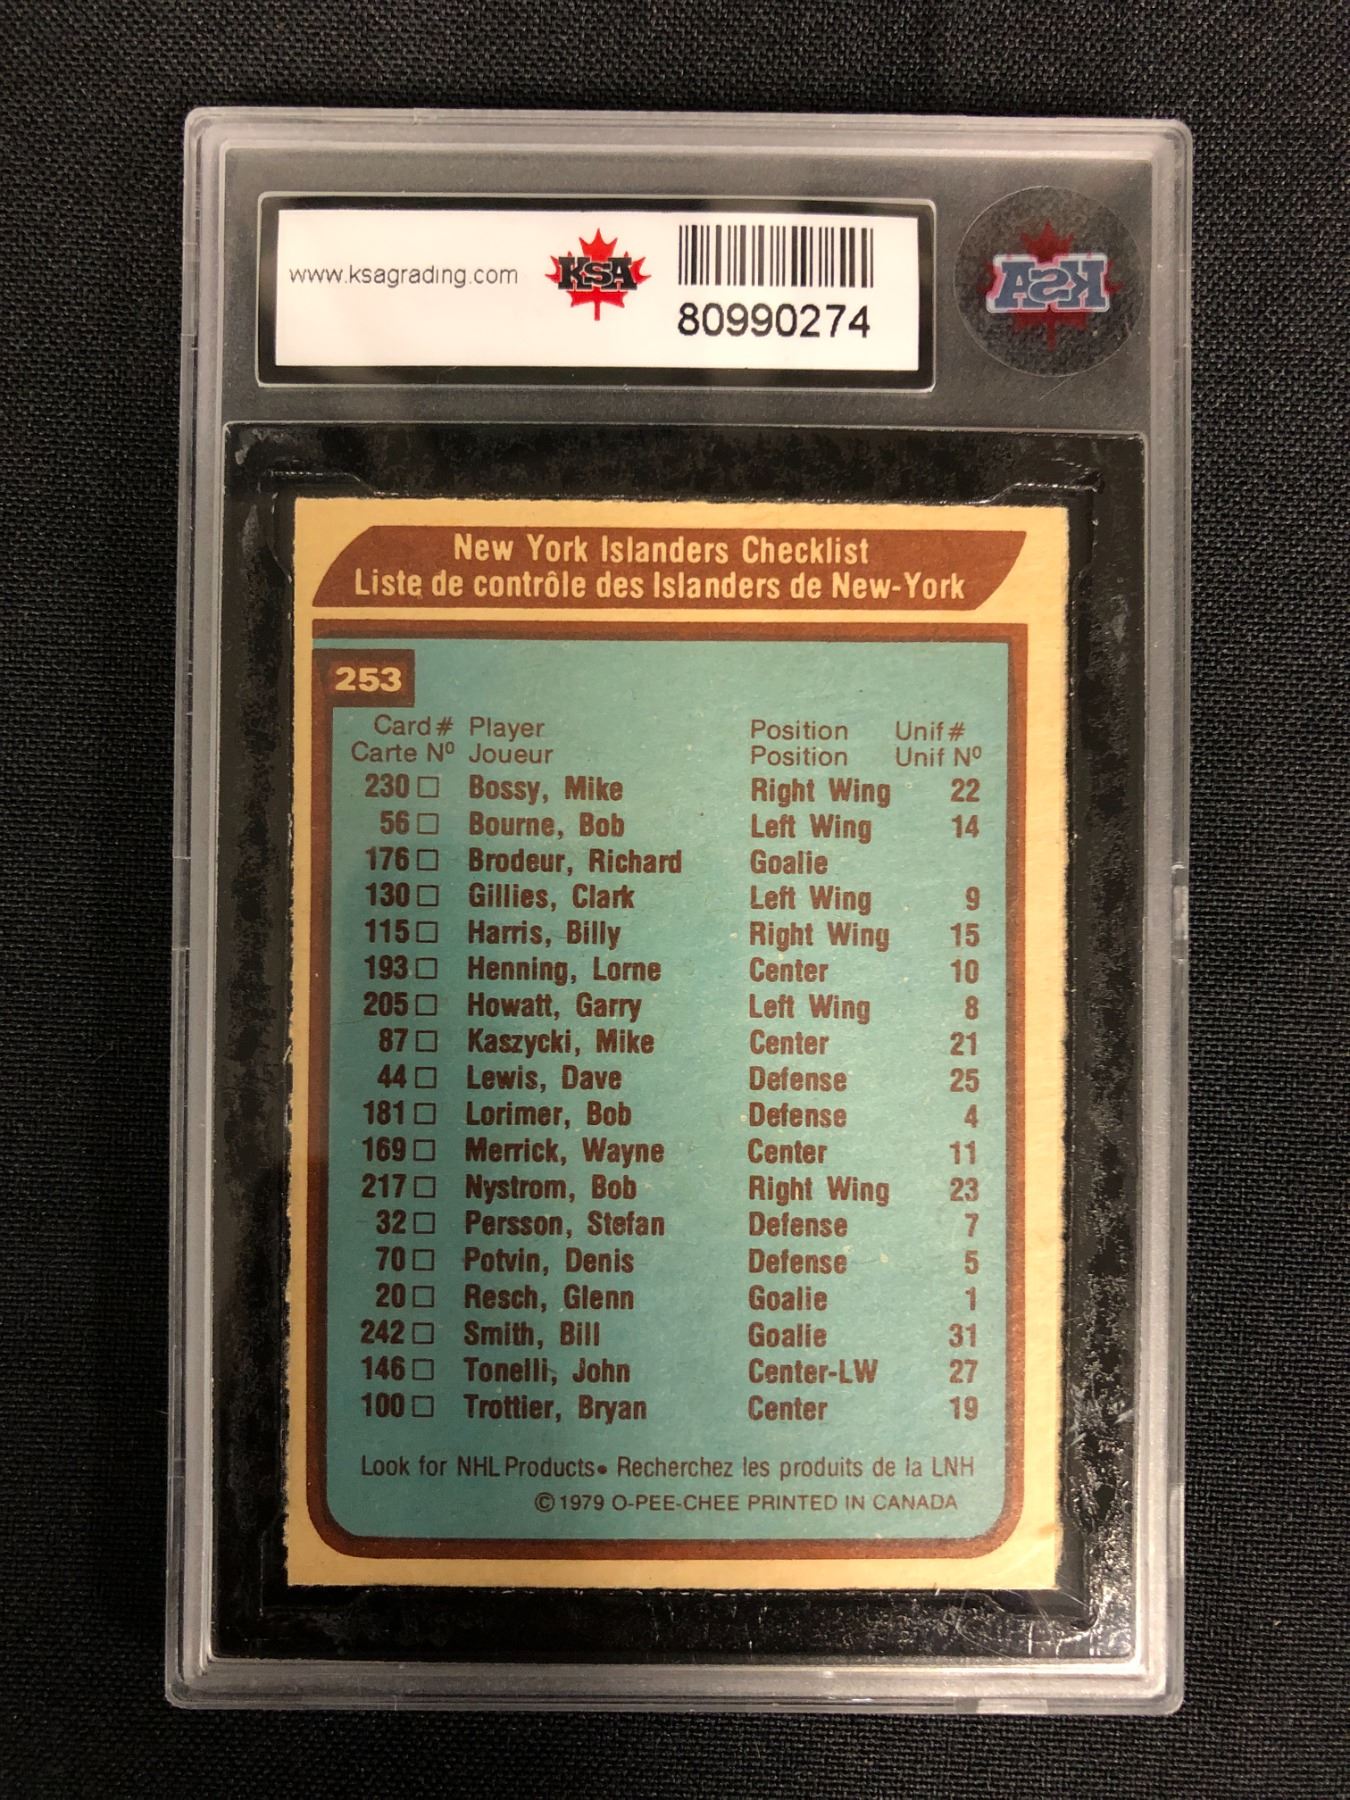 www.ksagrading.com
KSA
80990274
KSA
New York Islanders Checklist
Liste de contrôle des Islanders de New-York
253
Card # Player Position Unif #
Carte Nº Joueur Position Unif Nº
230 □ Bossy, Mike Right Wing 22
56 □ Bourne, Bob Left Wing 14
176 □ Brodeur, Richard Goalie
130 □ Gillies, Clark Left Wing 9
115 □ Harris, Billy Right Wing 15
193 □ Henning, Lorne Center 10
205 □ Howatt, Garry Left Wing 8
87 □ Kaszycki, Mike Center 21
44 □ Lewis, Dave Defense 25
181 □ Lorimer, Bob Defense 4
169 □ Merrick, Wayne Center 11
217 □ Nystrom, Bob Right Wing 23
32 □ Persson, Stefan Defense 7
70 □ Potvin, Denis Defense 5
20 □ Resch, Glenn Goalie 1
242 □ Smith, Bill Goalie 31
146 □ Tonelli, John Center-LW 27
100 □ Trottier, Bryan Center 19
Look for NHL Products• Recherchez les produits de la LNH
© 1979 O-PEE-CHEE PRINTED IN CANADA